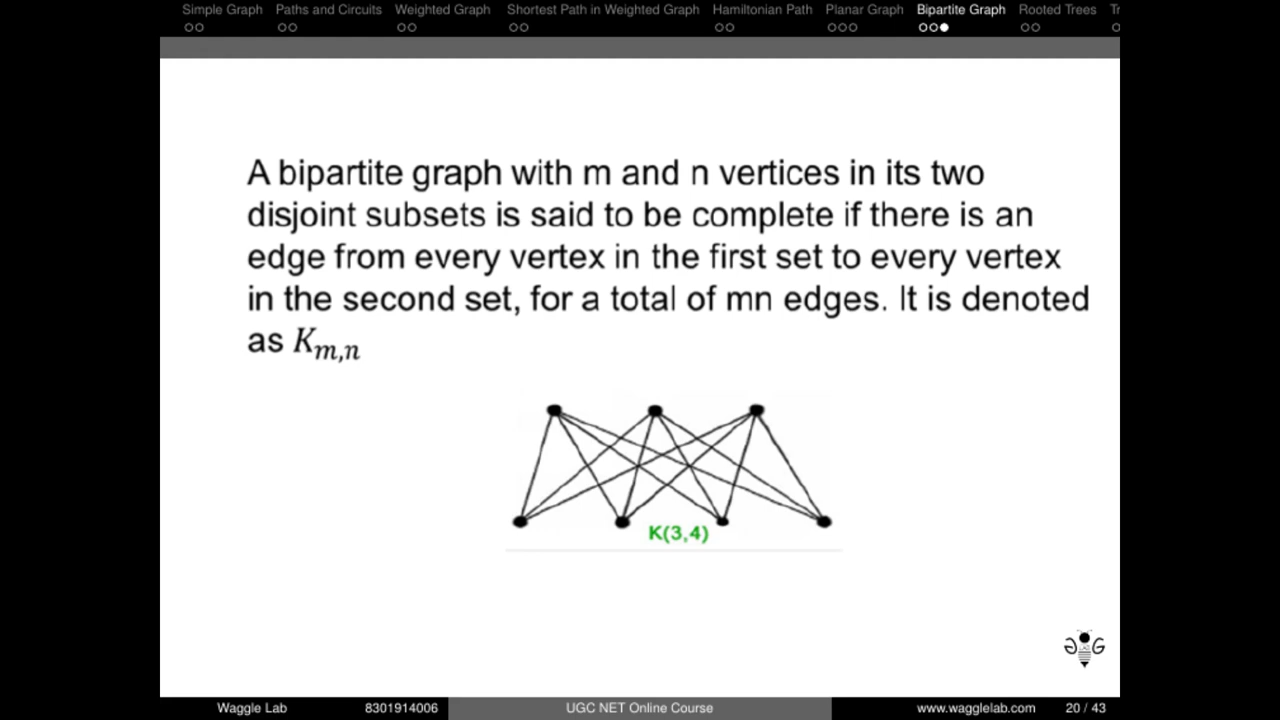 Simple Graph Paths and Circuits Weighted Graph Shortest Path in Weighted Graph Hamiltonian Path Planar Graph Bipartite Graph Rooted Trees Tr
A bipartite graph with m and n vertices in its two
disjoint subsets is said to be complete if there is an
edge from every vertex in the first set to every vertex
in the second set, for a total of mn edges. It is denoted
as K_{m,n}
K(3,4)
Waggle Lab 8301914006 UGC NET Online Course www.wagglelab.com 20 / 43